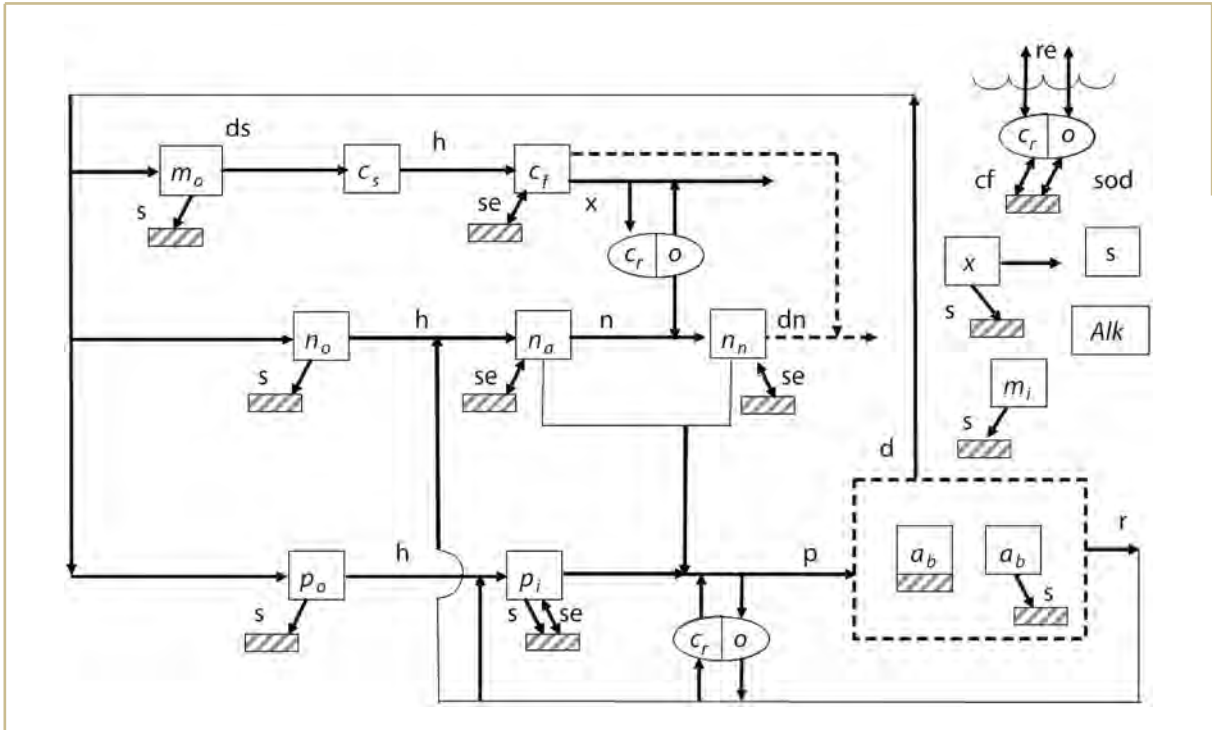 re
c_r o
cf sod
ds h
m_o c_s c_f
s se x
c_r o
x s
s
Alk
h n dn
n_o n_a n_n
s se se
m_i
s
d
h p r
p_o p_i a_b a_b
s s se s
c_r o